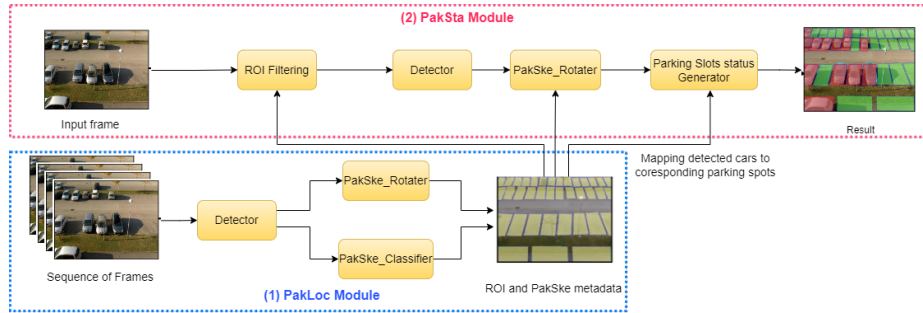 (2) PakSta Module
ROI Filtering
Detector
PakSke_Rotater
Parking Slots status
Generator
Input frame
Result
Mapping detected cars to
coresponding parking spots
PakSke_Rotater
Detector
PakSke_Classifier
Sequence of Frames
ROI and PakSke metadata
(1) PakLoc Module